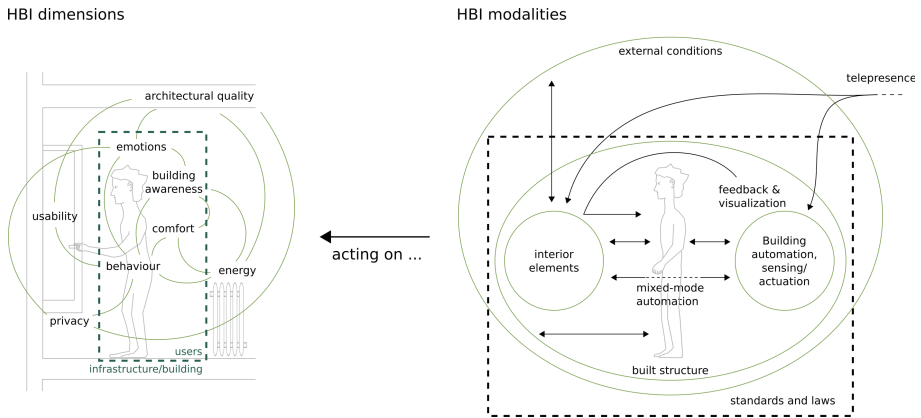 HBI dimensions
architectural quality
emotions
building
awareness
usability
comfort
behaviour
energy
privacy
users
infrastructure/building
acting on ...
HBI modalities
external conditions
telepresence
feedback &
visualization
interior
elements
Building
automation,
sensing/
actuation
mixed-mode
automation
built structure
standards and laws